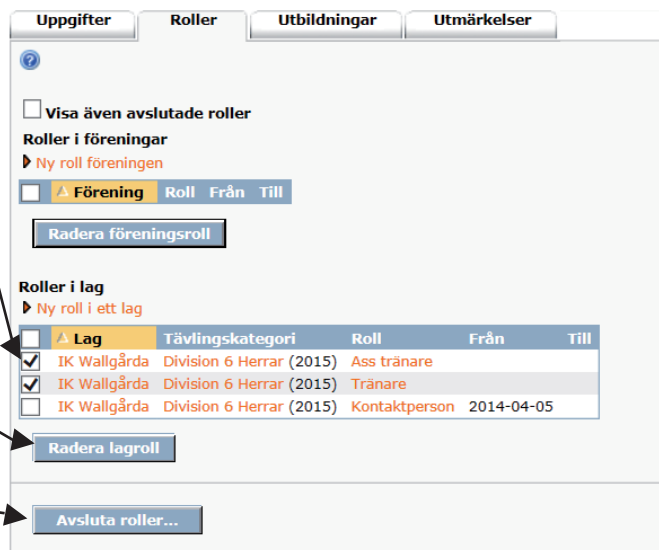 Uppgifter Roller Utbildningar Utmärkelser
Visa även avslutade roller
Roller i föreningar
Ny roll föreningen
Förening Roll Från Till
Radera föreningsroll
Roller i lag
Ny roll i ett lag
Lag Tävlingskategori Roll Från Till
IK Wallgårda Division 6 Herrar (2015) Ass tränare
IK Wallgårda Division 6 Herrar (2015) Tränare
IK Wallgårda Division 6 Herrar (2015) Kontaktperson 2014-04-05
Radera lagroll
Avsluta roller...